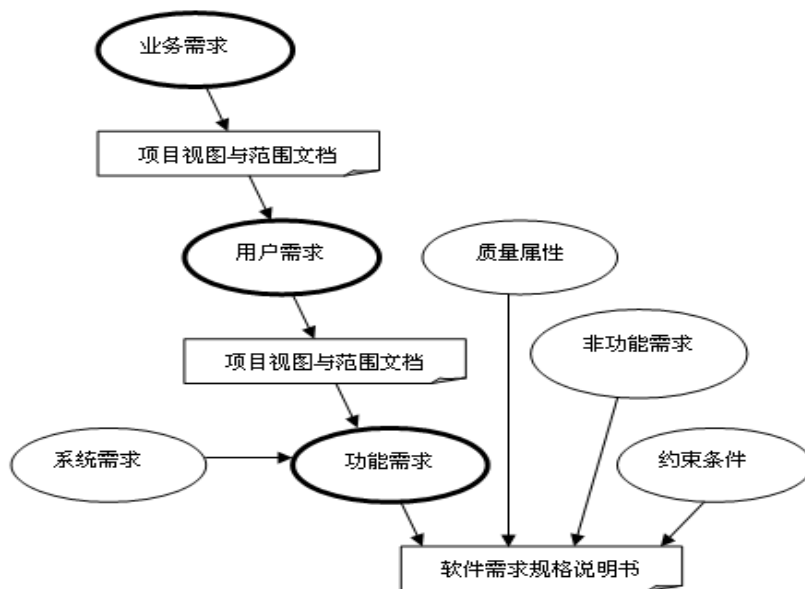 业务需求
项目视图与范围文档
用户需求
质量属性
项目视图与范围文档
非功能需求
系统需求
功能需求
约束条件
软件需求规格说明书